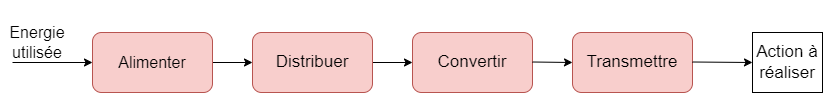 Energie
utilisée
Alimenter
Distribuer
Convertir
Transmettre
Action à
réaliser